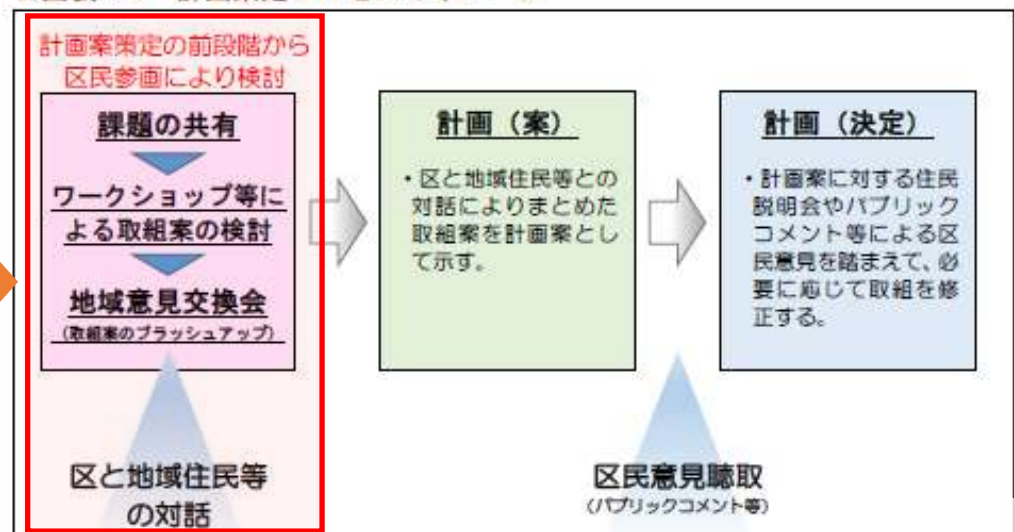 計画案策定の前段階から
区民参画により検討
課題の共有
ワークショップ等に
よる取組案の検討
地域意見交換会
(取組案のブラッシュアップ)
区と地域住民等
の対話
計画(案)
・区と地域住民等との
対話によりまとめた
取組案を計画案とし
て示す。
計画(決定)
・計画案に対する住民
説明会やパブリック
コメント等による区
民意見を踏まえて、必
要に応じて取組を修
正する。
区民意見聴取
(パブリックコメント等)